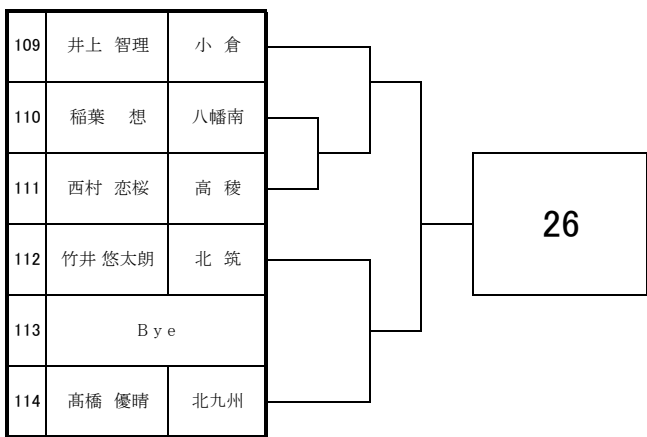 109 井上 智理 小 倉
110 稲葉 想 八幡南
111 西村 恋桜 高 稜
112 竹井 悠太朗 北 筑
113 Bye
114 髙橋 優晴 北九州
26